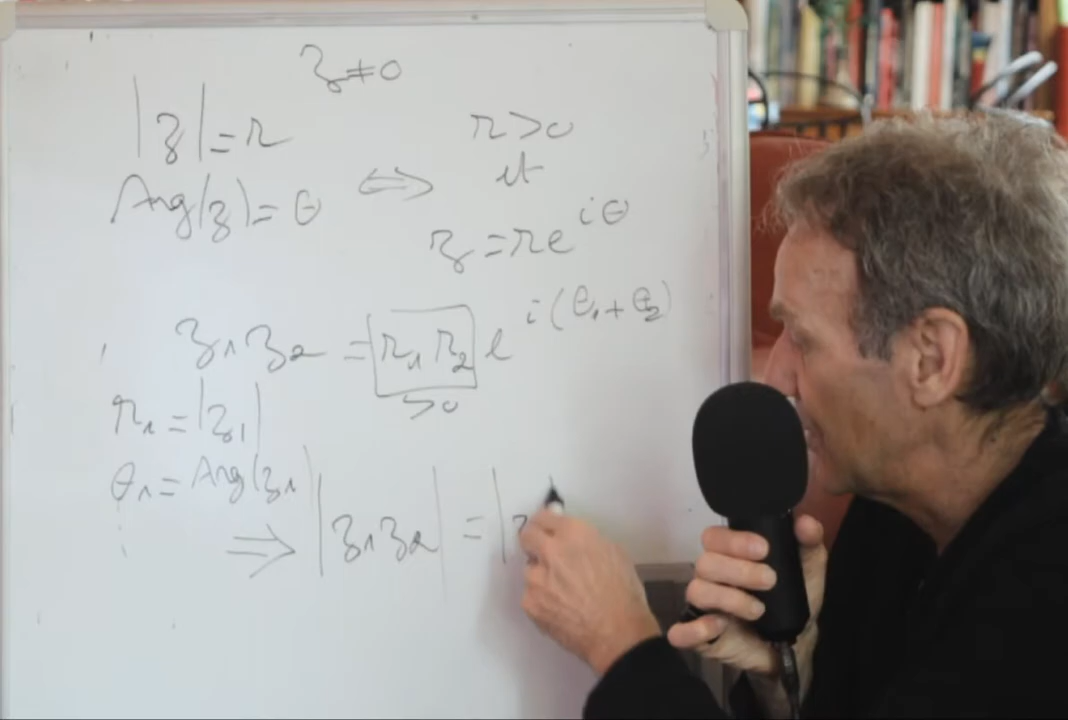 z≠0
|z|=r
r>0
Arg(z)=θ ⇔ et
z=re^{iθ}
z₁z₂ = r₁r₂ e^{i(θ₁+θ₂)}
>0
r₁=|z₁|
θ₁=Arg(z₁
⋮
⇒ |z₁z₂| = |z